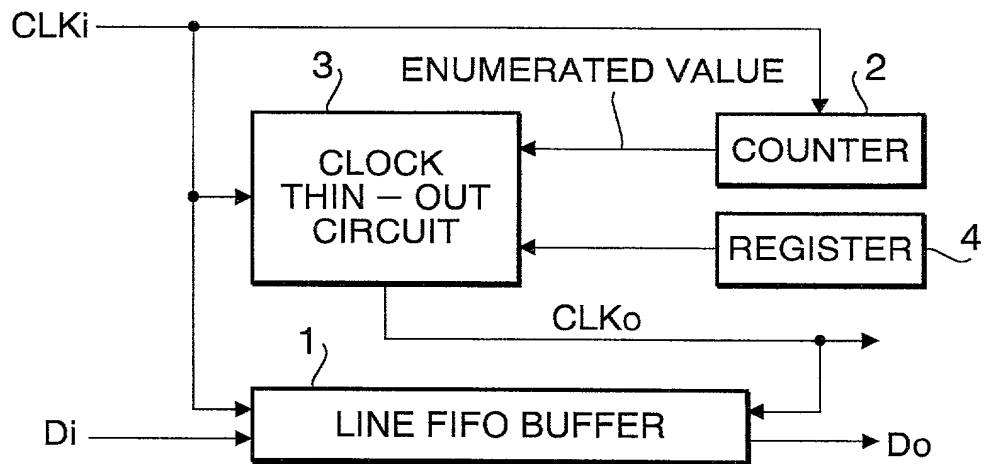 CLKi
3
ENUMERATED VALUE
2
CLOCK
THIN – OUT
CIRCUIT
COUNTER
REGISTER
4
CLKo
1
LINE FIFO BUFFER
Di
Do